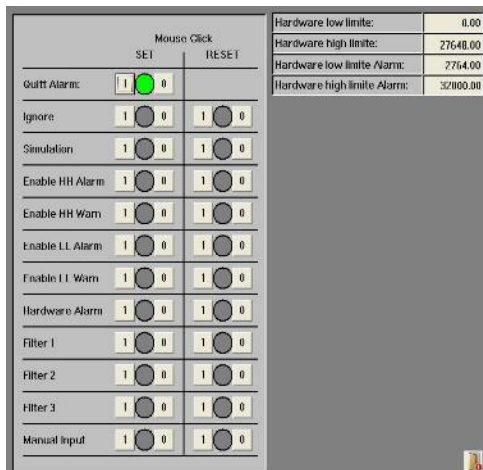 Mouse Click
SET RESET
Quitt Alarm: 1 0
Ignore 1 0 1 0
Simulation 1 0 1 0
Enable HH Alarm 1 0 1 0
Enable HH Warn 1 0 1 0
Enable LL Alarm 1 0 1 0
Enable LL Warn 1 0 1 0
Hardware Alarm 1 0 1 0
Filter 1 1 0 1 0
Filter 2 1 0 1 0
Filter 3 1 0 1 0
Manual Input 1 0 1 0
Hardware low limite: 0.00
Hardware high limite: 27648.00
Hardware low limite Alarm: 2764.00
Hardware high limite Alarm: 32000.00